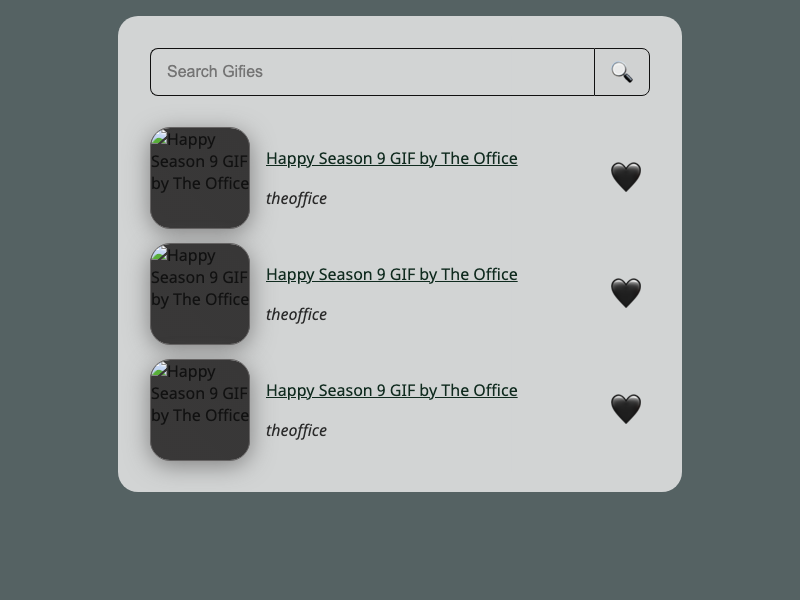 Search Gifies
Happy
Season 9 GIF
by The Office
Happy Season 9 GIF by The Office
theoffice
Happy
Season 9 GIF
by The Office
Happy Season 9 GIF by The Office
theoffice
Happy
Season 9 GIF
by The Office
Happy Season 9 GIF by The Office
theoffice